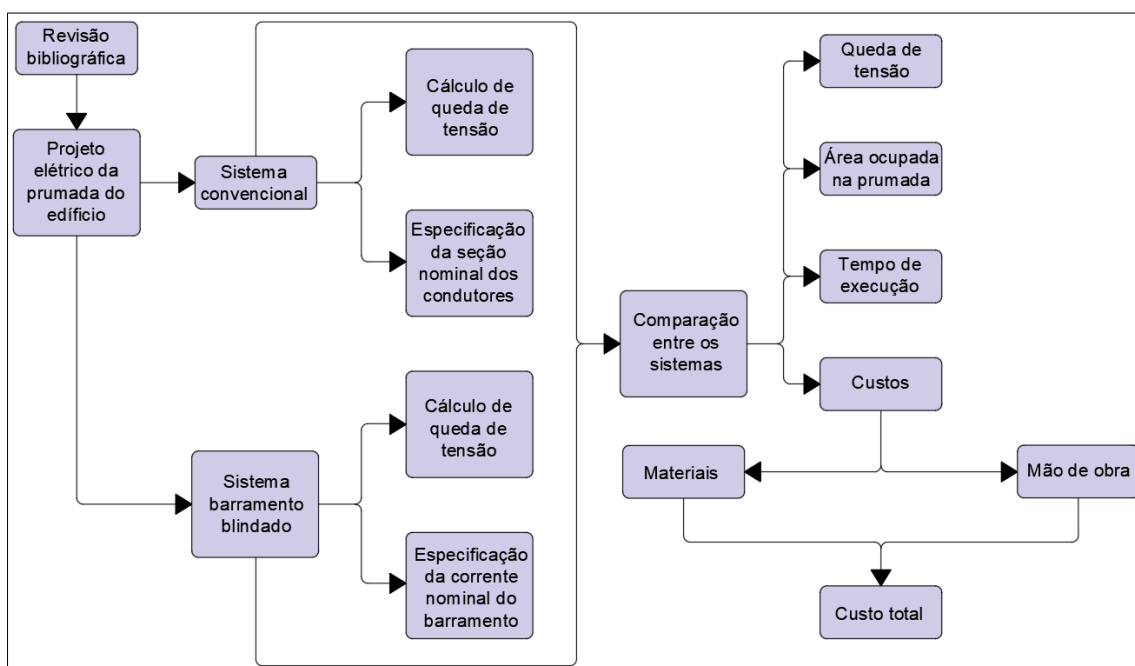 Revisão
bibliográfica
Projeto
elétrico da
prumada do
edíficio
Sistema
convencional
Cálculo de
queda de
tensão
Especificação
da seção
nominal dos
condutores
Sistema
barramento
blindado
Cálculo de
queda de
tensão
Especificação
da corrente
nominal do
barramento
Comparação
entre os
sistemas
Queda de
tensão
Área ocupada
na prumada
Tempo de
execução
Custos
Materiais
Mão de obra
Custo total